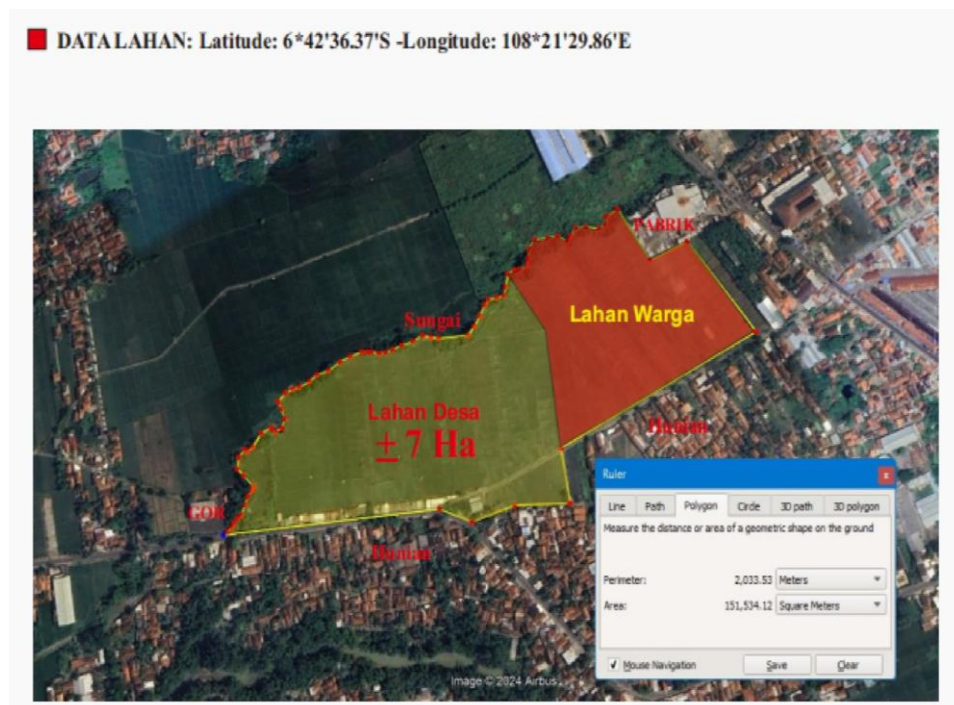 DATA LAHAN: Latitude: 6*42'36.37'S -Longitude: 108*21'29.86'E
PABRIK
Lahan Warga
Sungai
Lahan Desa
± 7 Ha
Hunian
GOR
Hunian
Ruler
x
Line Path Polygon Circle 3D path 3D polygon
Measure the distance or area of a geometric shape on the ground
Perimeter: 2,033.53 Meters
Area: 151,534.12 Square Meters
Mouse Navigation Save Clear
Image © 2024 Airbus